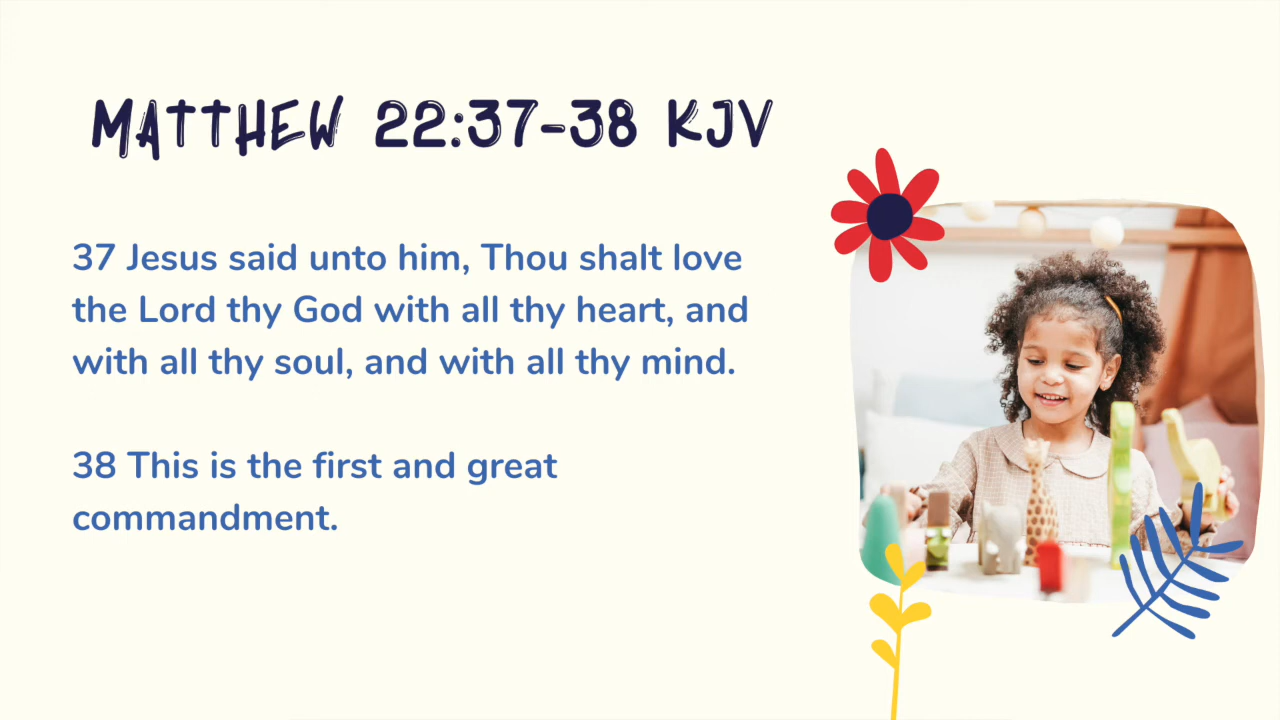 MATTHEW 22:37-38 KJV
37 Jesus said unto him, Thou shalt love
the Lord thy God with all thy heart, and
with all thy soul, and with all thy mind.
38 This is the first and great
commandment.